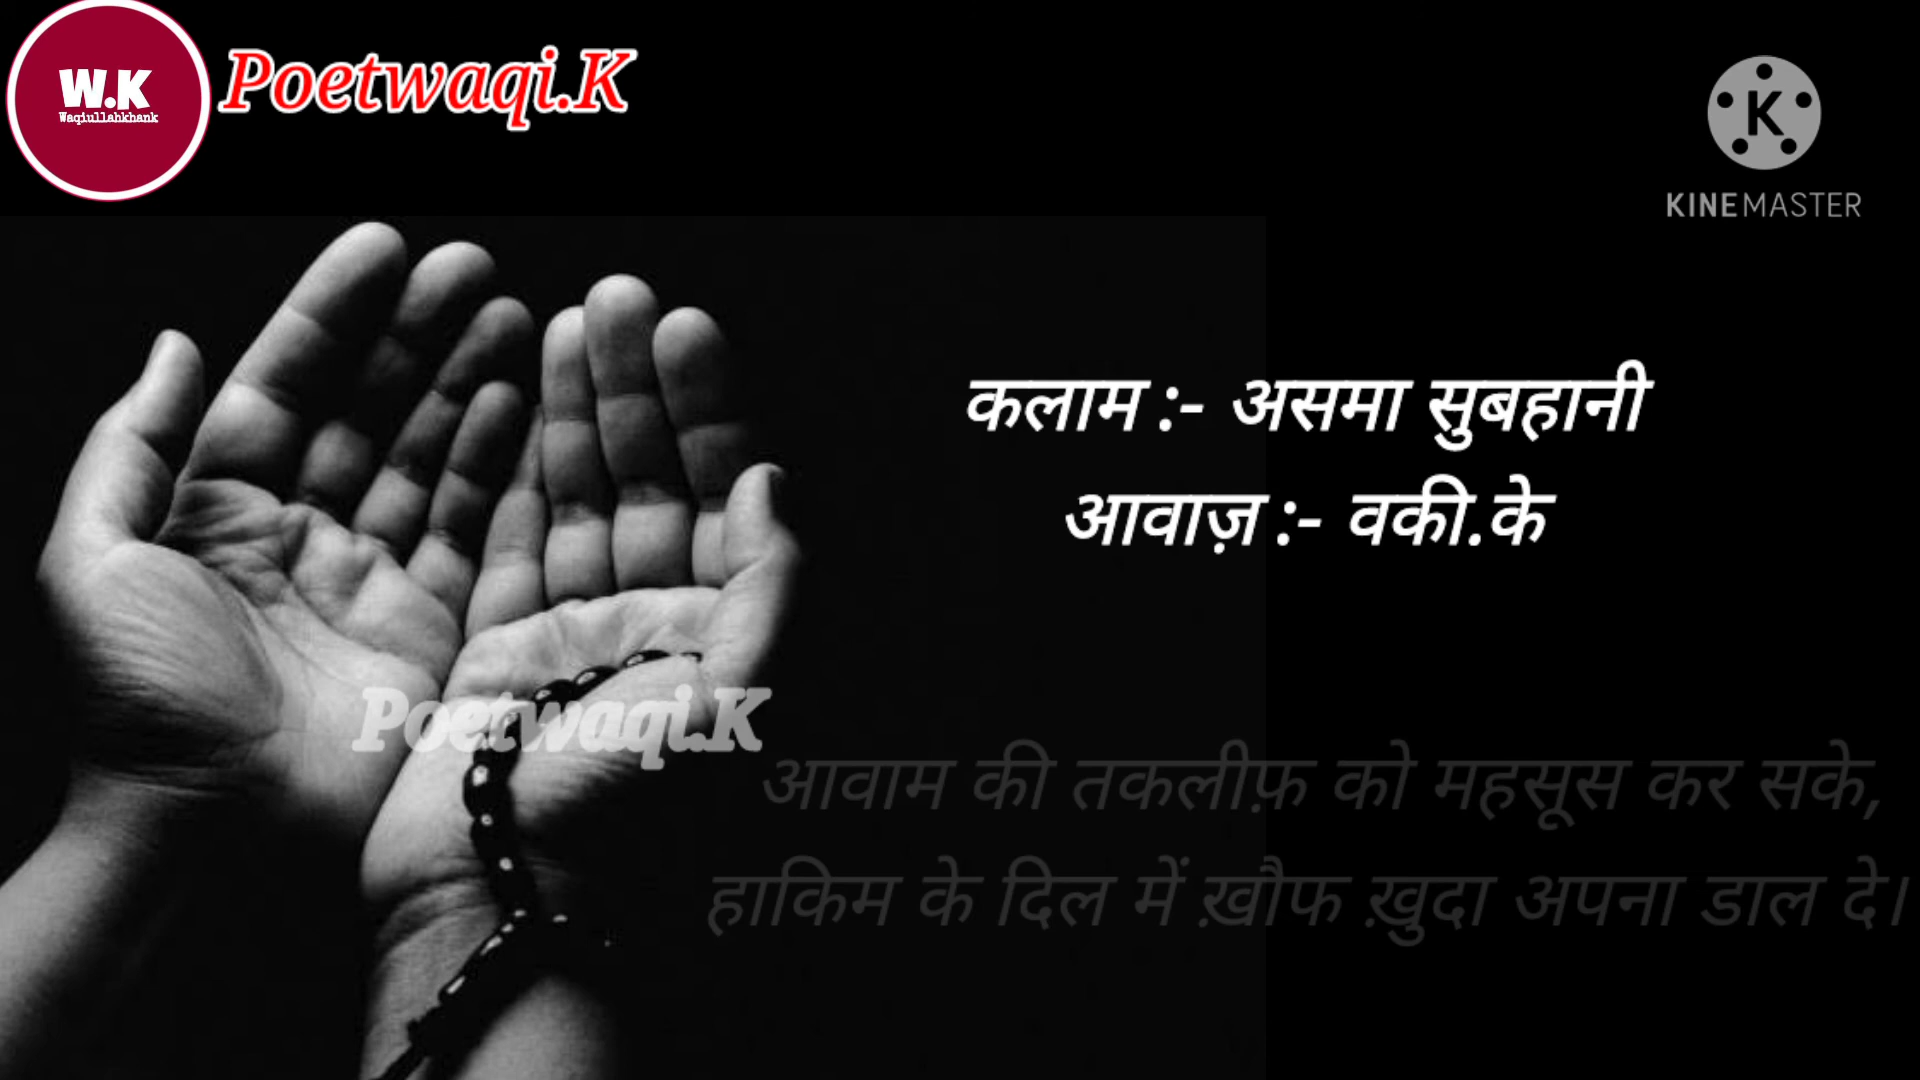 W.K
Waqiullahkhank
Poetwaqi.K
KINEMASTER
कलाम :- असमा सुबहानी
आवाज़ :- वकी.के
Poetwaqi.K
आवाम की तकलीफ़ को महसूस कर सके,
हाकिम के दिल में ख़ौफ ख़ुदा अपना डाल दे।